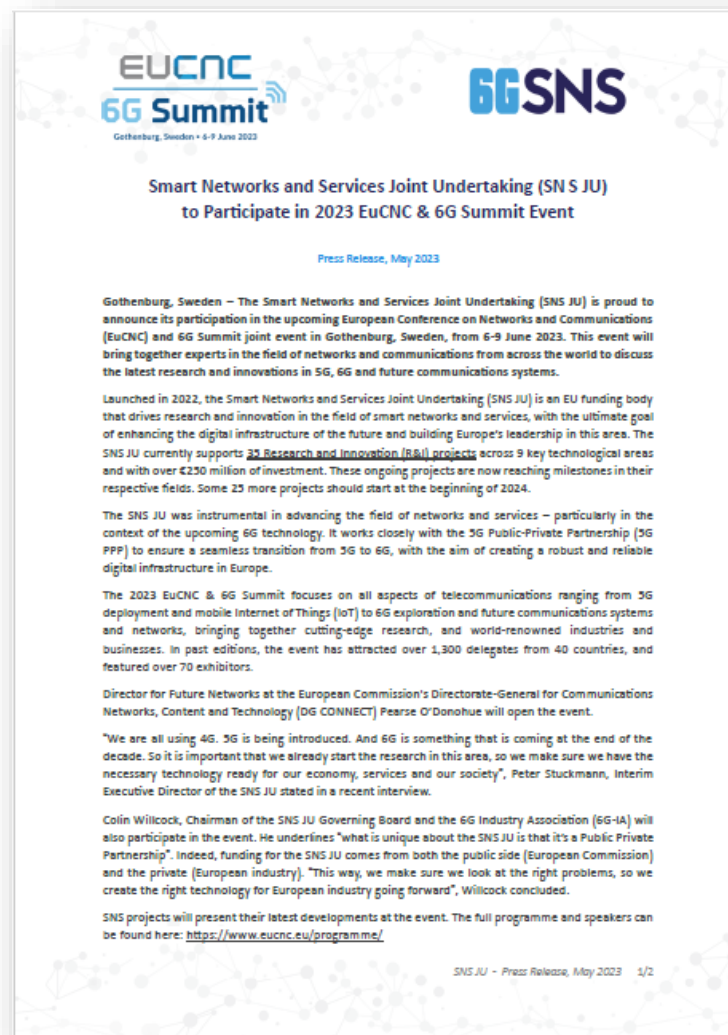 EUCNC
6G Summit
Gothenburg, Sweden • 6-9 June 2023
6GSNS
Smart Networks and Services Joint Undertaking (SNS JU)
to Participate in 2023 EuCNC & 6G Summit Event
Press Release, May 2023
Gothenburg, Sweden – The Smart Networks and Services Joint Undertaking (SNS JU) is proud to
announce its participation in the upcoming European Conference on Networks and Communications
(EuCNC) and 6G Summit joint event in Gothenburg, Sweden, from 6-9 June 2023. This event will
bring together experts in the field of networks and communications from across the world to discuss
the latest research and innovations in 5G, 6G and future communications systems.
Launched in 2022, the Smart Networks and Services Joint Undertaking (SNS JU) is an EU funding body
that drives research and innovation in the field of smart networks and services, with the ultimate goal
of enhancing the digital infrastructure of the future and building Europe's leadership in this area. The
SNS JU currently supports 35 Research and Innovation (R&I) projects across 9 key technological areas
and with over €250 million of investment. These ongoing projects are now reaching milestones in their
respective fields. Some 25 more projects should start at the beginning of 2024.
The SNS JU was instrumental in advancing the field of networks and services – particularly in the
context of the upcoming 6G technology. It works closely with the 5G Public-Private Partnership (5G
PPP) to ensure a seamless transition from 5G to 6G, with the aim of creating a robust and reliable
digital infrastructure in Europe.
The 2023 EuCNC & 6G Summit focuses on all aspects of telecommunications ranging from 5G
deployment and mobile Internet of Things (IoT) to 6G exploration and future communications systems
and networks, bringing together cutting-edge research, and world-renowned industries and
businesses. In past editions, the event has attracted over 1,300 delegates from 40 countries, and
featured over 70 exhibitors.
Director for Future Networks at the European Commission's Directorate-General for Communications
Networks, Content and Technology (DG CONNECT) Pearse O'Donohue will open the event.
"We are all using 4G. 5G is being introduced. And 6G is something that is coming at the end of the
decade. So it is important that we already start the research in this area, so we make sure we have the
necessary technology ready for our economy, services and our society", Peter Stuckmann, Interim
Executive Director of the SNS JU stated in a recent interview.
Colin Willcock, Chairman of the SNS JU Governing Board and the 6G Industry Association (6G-IA) will
also participate in the event. He underlines "what is unique about the SNS JU is that it's a Public Private
Partnership". Indeed, funding for the SNS JU comes from both the public side (European Commission)
and the private (European industry). "This way, we make sure we look at the right problems, so we
create the right technology for European industry going forward", Willcock concluded.
SNS projects will present their latest developments at the event. The full programme and speakers can
be found here: https://www.eucnc.eu/programme/
SNS JU - Press Release, May 2023 1/2